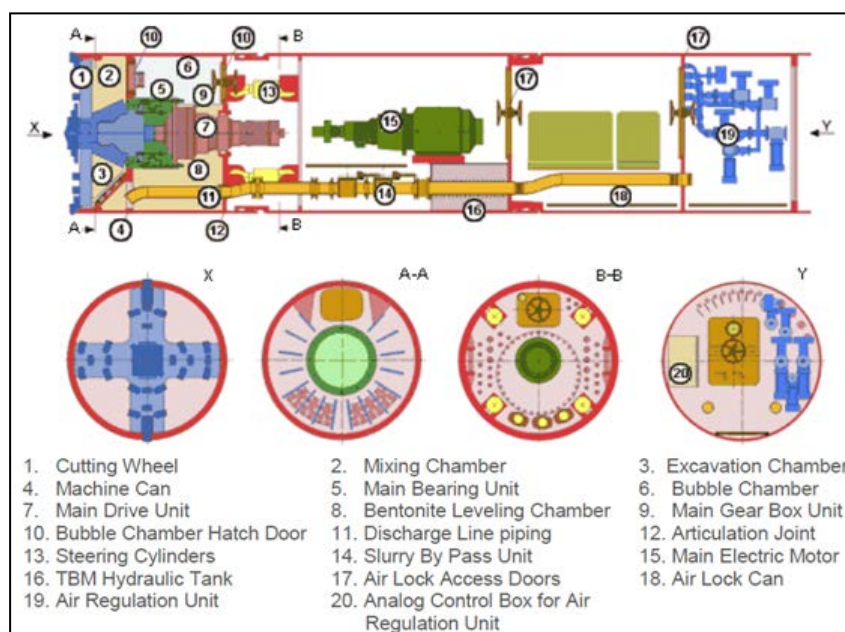 A B
10 10 17 17
1 2 6
5 9 13
X 7 15 19 Y
8
3
11 14 18
A 4 12 B 16
X A-A B-B Y
20
1. Cutting Wheel 2. Mixing Chamber 3. Excavation Chamber
4. Machine Can 5. Main Bearing Unit 6. Bubble Chamber
7. Main Drive Unit 8. Bentonite Leveling Chamber 9. Main Gear Box Unit
10. Bubble Chamber Hatch Door 11. Discharge Line piping 12. Articulation Joint
13. Steering Cylinders 14. Slurry By Pass Unit 15. Main Electric Motor
16. TBM Hydraulic Tank 17. Air Lock Access Doors 18. Air Lock Can
19. Air Regulation Unit 20. Analog Control Box for Air
Regulation Unit